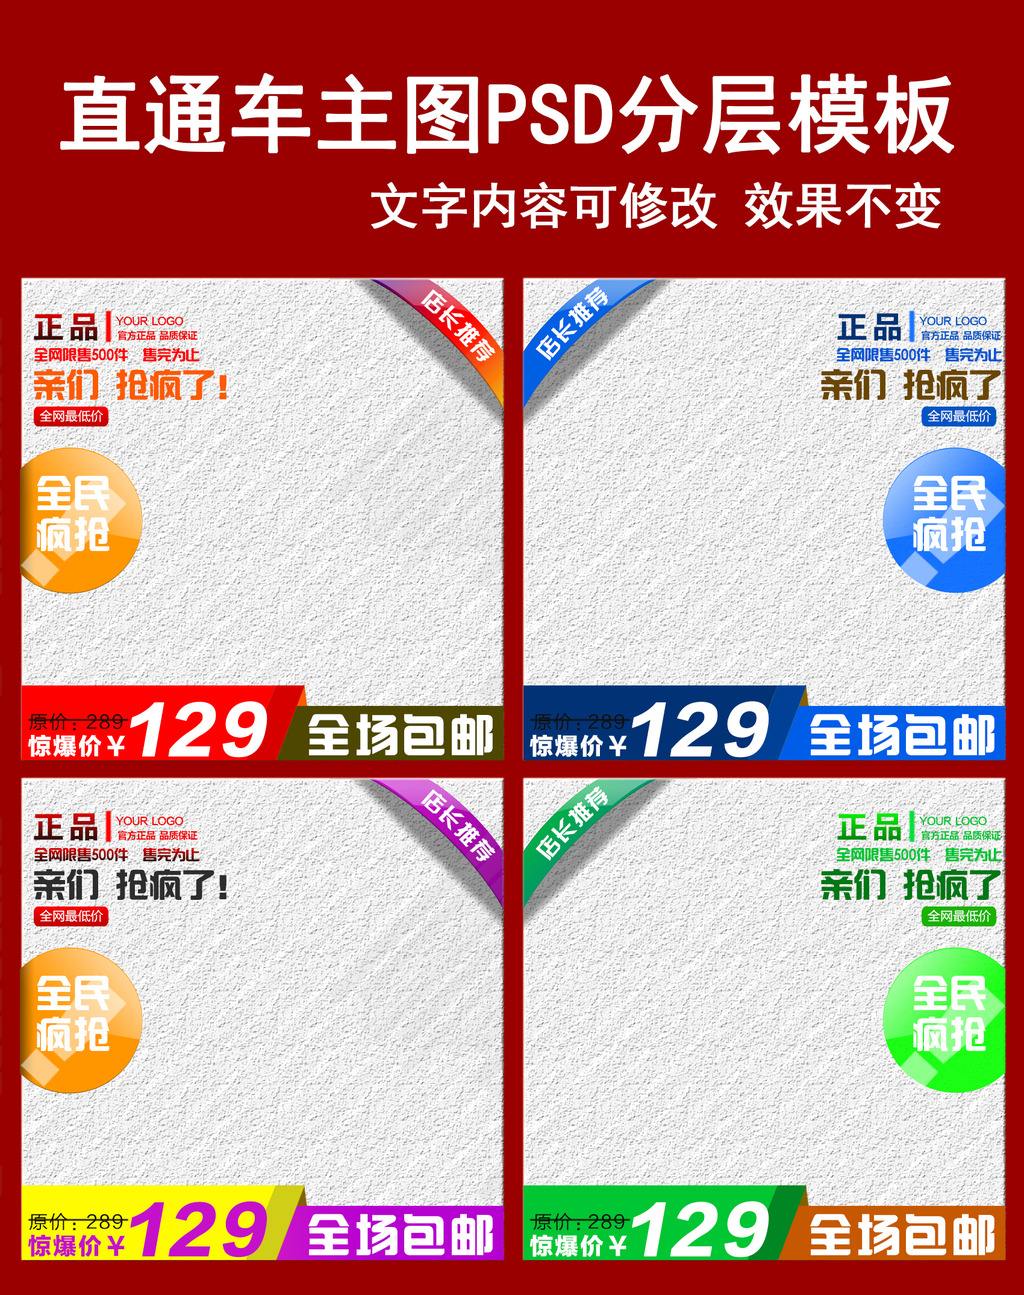 直通车主图PSD分层模板
文字内容可修改 效果不变
店长推荐
正品 YOUR LOGO
官方正品 品质保证
全网限售500件 售完为止
亲们 抢疯了!
全网最低价
全民
疯抢
原价:289
惊爆价¥129
全场包邮
店长推荐
正品 YOUR LOGO
官方正品 品质保证
全网限售500件 售完为止
亲们 抢疯了
全网最低价
全民
疯抢
原价:289
惊爆价¥129
全场包邮
店长推荐
正品 YOUR LOGO
官方正品 品质保证
全网限售500件 售完为止
亲们 抢疯了!
全网最低价
全民
疯抢
原价:289
惊爆价¥129
全场包邮
店长推荐
正品 YOUR LOGO
官方正品 品质保证
全网限售500件 售完为止
亲们 抢疯了
全网最低价
全民
疯抢
原价:289
惊爆价¥129
全场包邮